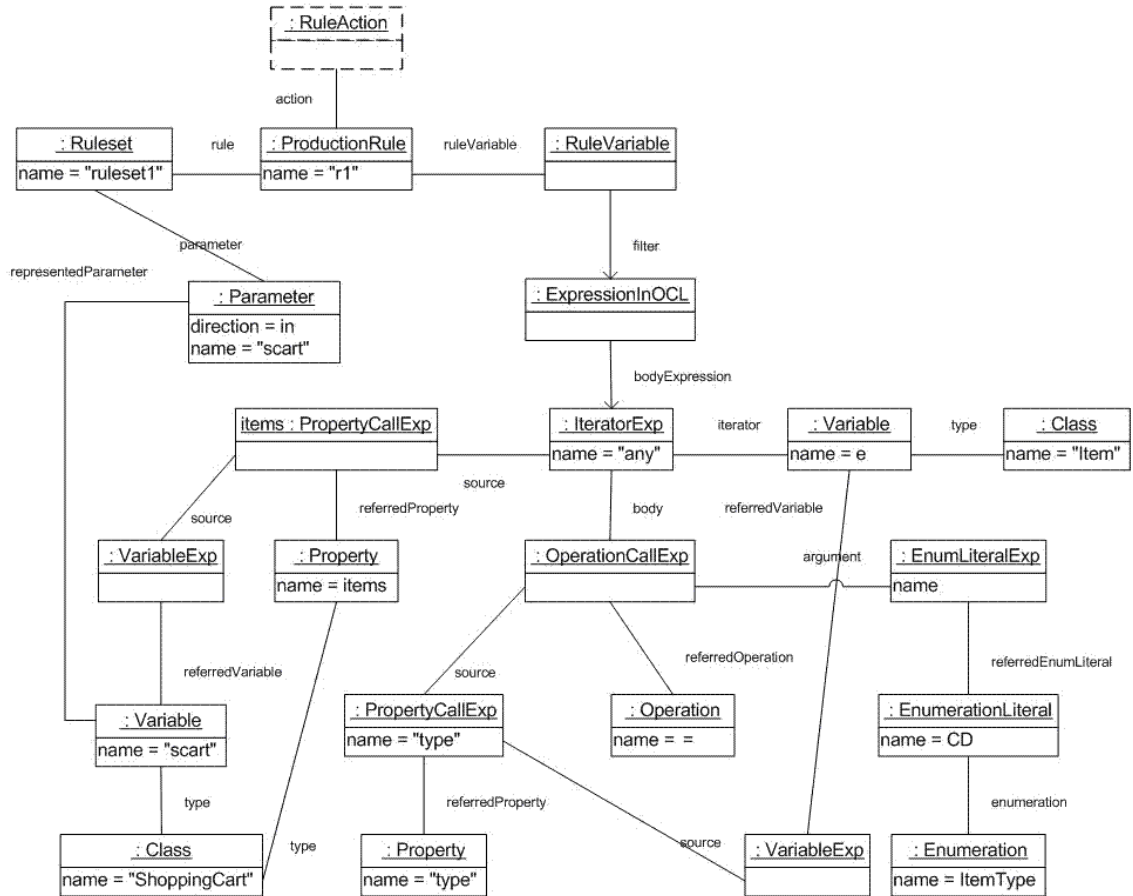 : RuleAction
action
: Ruleset
name = "ruleset1"
rule
: ProductionRule
name = "r1"
ruleVariable
: RuleVariable
parameter
filter
representedParameter
: Parameter
direction = in
name = "scart"
: ExpressionInOCL
bodyExpression
items : PropertyCallExp
source
: IteratorExp
name = "any"
iterator
: Variable
name = e
type
: Class
name = "Item"
source
referredProperty
body
referredVariable
: VariableExp
: Property
name = items
: OperationCallExp
argument
: EnumLiteralExp
name
referredVariable
source
referredOperation
referredEnumLiteral
: Variable
name = "scart"
: PropertyCallExp
name = "type"
: Operation
name = =
: EnumerationLiteral
name = CD
type
referredProperty
enumeration
: Class
name = "ShoppingCart"
type
: Property
name = "type"
source
: VariableExp
: Enumeration
name = ItemType